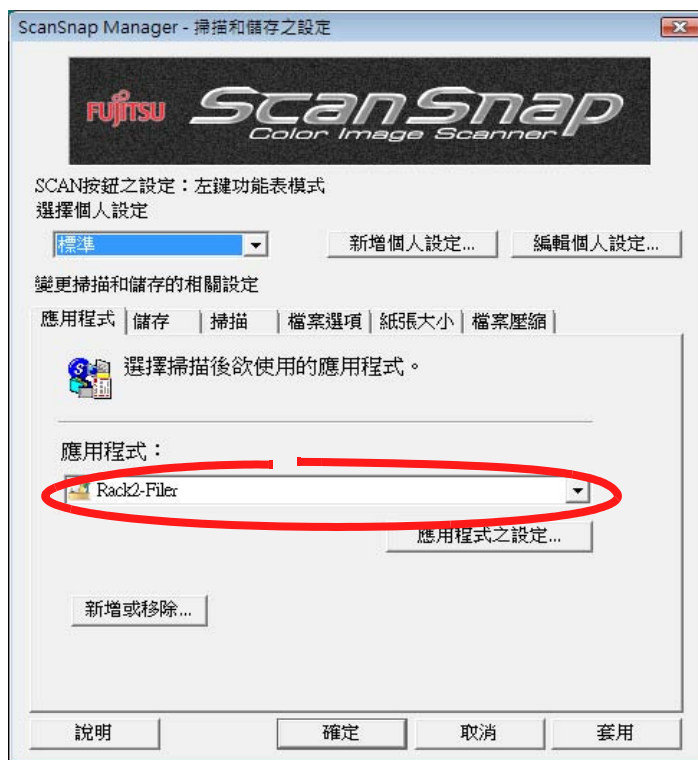 ScanSnap Manager - 掃描和儲存之設定
FUJITSU ScanSnap
Color Image Scanner
SCAN按鈕之設定：左鍵功能表模式
選擇個人設定
標準 新增個人設定... 編輯個人設定...
變更掃描和儲存的相關設定
應用程式 儲存 掃描 檔案選項 紙張大小 檔案壓縮
選擇掃描後欲使用的應用程式。
應用程式：
Rack2-Filer
應用程式之設定...
新增或移除...
說明 確定 取消 套用